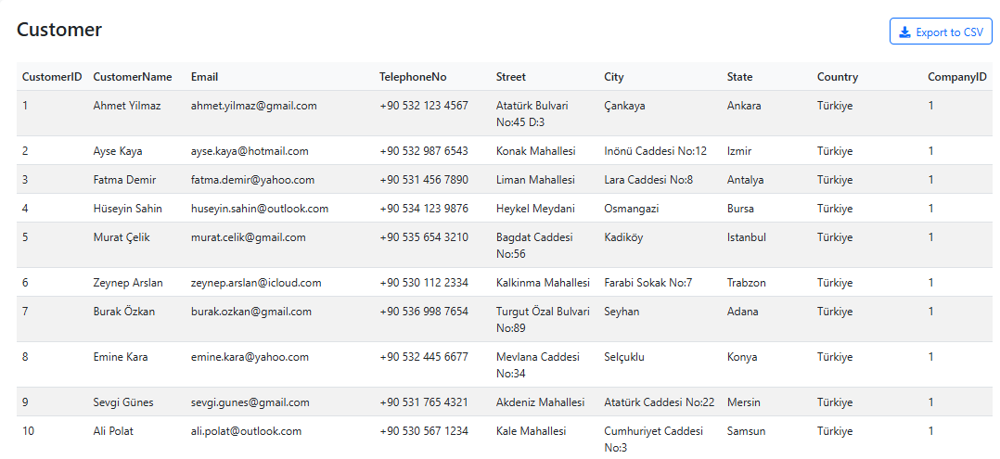 Customer
Export to CSV
CustomerID CustomerName Email TelephoneNo Street City State Country CompanyID
1 Ahmet Yilmaz ahmet.yilmaz@gmail.com +90 532 123 4567 Atatürk Bulvari Çankaya Ankara Türkiye 1
No:45 D:3
2 Ayse Kaya ayse.kaya@hotmail.com +90 532 987 6543 Konak Mahallesi Inönü Caddesi No:12 Izmir Türkiye 1
3 Fatma Demir fatma.demir@yahoo.com +90 531 456 7890 Liman Mahallesi Lara Caddesi No:8 Antalya Türkiye 1
4 Hüseyin Sahin huseyin.sahin@outlook.com +90 534 123 9876 Heykel Meydani Osmangazi Bursa Türkiye 1
5 Murat Çelik murat.celik@gmail.com +90 535 654 3210 Bagdat Caddesi Kadiköy Istanbul Türkiye 1
No:56
6 Zeynep Arslan zeynep.arslan@icloud.com +90 530 112 2334 Kalkinma Mahallesi Farabi Sokak No:7 Trabzon Türkiye 1
7 Burak Özkan burak.ozkan@gmail.com +90 536 998 7654 Turgut Özal Bulvari Seyhan Adana Türkiye 1
No:89
8 Emine Kara emine.kara@yahoo.com +90 532 445 6677 Mevlana Caddesi Selçuklu Konya Türkiye 1
No:34
9 Sevgi Günes sevgi.gunes@gmail.com +90 531 765 4321 Akdeniz Mahallesi Atatürk Caddesi No:22 Mersin Türkiye 1
10 Ali Polat ali.polat@outlook.com +90 530 567 1234 Kale Mahallesi Cumhuriyet Caddesi Samsun Türkiye 1
No:3